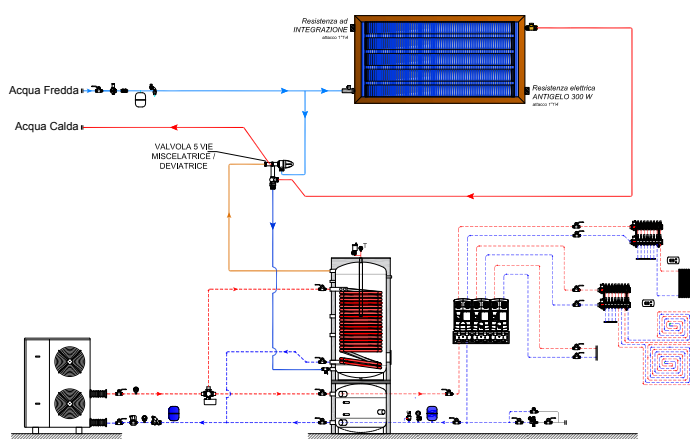 Resistenza ad
INTEGRAZIONE
attacco 1"1\4
Acqua Fredda
Resistenza elettrica
ANTIGELO 300 W
attacco 1"1\4
Acqua Calda
VALVOLA 5 VIE
MISCELATRICE /
DEVIATRICE
T